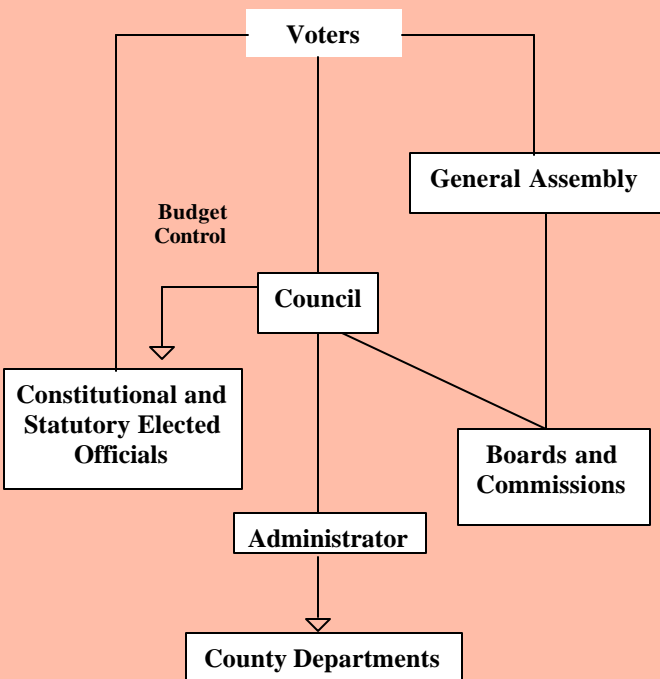 Voters
General Assembly
Budget
Control
Council
Constitutional and
Statutory Elected
Officials
Boards and
Commissions
Administrator
County Departments